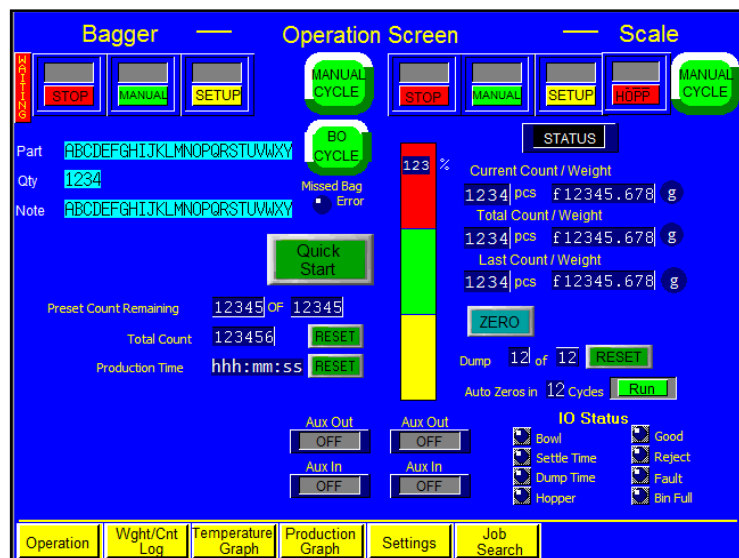 Bagger — Operation Screen — Scale
WAITING
STOP MANUAL SETUP MANUAL CYCLE STOP MANUAL SETUP HOPP MANUAL CYCLE
BO CYCLE
STATUS
Part ABCDEFGHIJKLMNOPQRSTUVWXY
Qty 1234
Note ABCDEFGHIJKLMNOPQRSTUVWXY
Missed Bag Error
123 %
Current Count / Weight
1234 pcs £12345.678 g
Total Count / Weight
1234 pcs £12345.678 g
Last Count / Weight
1234 pcs £12345.678 g
Quick Start
Preset Count Remaining 12345 OF 12345
Total Count 123456 RESET
Production Time hhh:mm:ss RESET
ZERO
Dump 12 of 12 RESET
Auto Zeros in 12 Cycles Run
Aux Out OFF Aux Out OFF
Aux In OFF Aux In OFF
IO Status
Bowl Good
Settle Time Reject
Dump Time Fault
Hopper Bin Full
Operation Wght/Cnt Log Temperature Graph Production Graph Settings Job Search